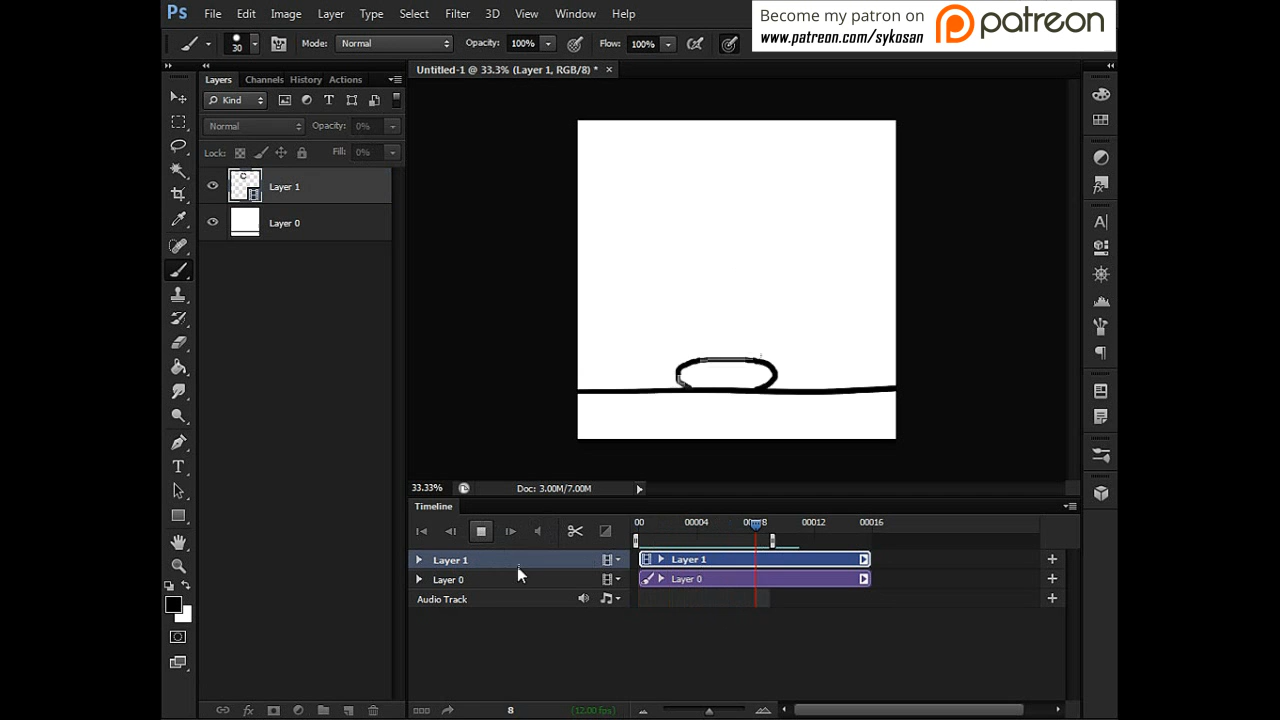 Ps File Edit Image Layer Type Select Filter 3D View Window Help
Become my patron on
www.patreon.com/sykosan
patreon
30 Mode: Normal Opacity: 100% Flow: 100%
Layers Channels History Actions
Untitled-1 @ 33.3% (Layer 1, RGB/8) * ×
Kind T
Normal Opacity: 0%
Lock: Fill: 0%
Layer 1
Layer 0
33.33% Doc: 3.00M/7.00M
Timeline
00 00004 00012 00016
Layer 1 Layer 1
Layer 0 Layer 0
Audio Track
fx 8 (12.00 fps)